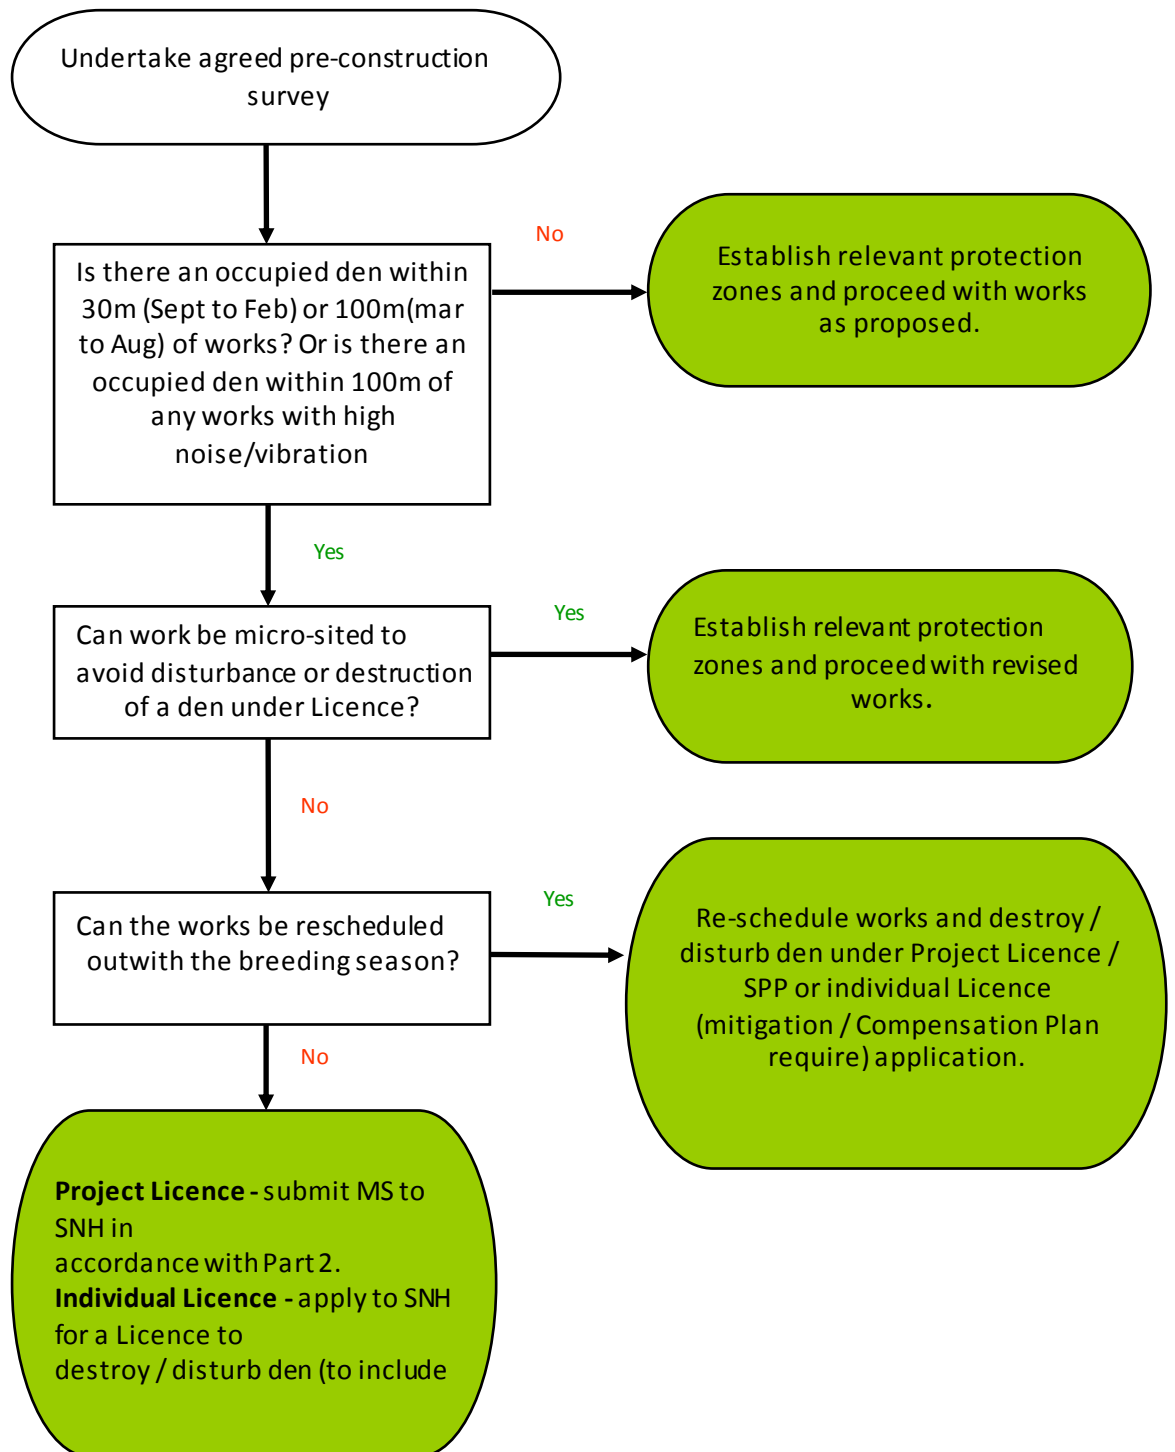 Undertake agreed pre-construction
survey
No
Is there an occupied den within
30m (Sept to Feb) or 100m(mar
to Aug) of works? Or is there an
occupied den within 100m of
any works with high
noise/vibration
Establish relevant protection
zones and proceed with works
as proposed.
Yes
Can work be micro-sited to
avoid disturbance or destruction
of a den under Licence?
Yes
Establish relevant protection
zones and proceed with revised
works.
No
Can the works be rescheduled
outwith the breeding season?
Yes
Re-schedule works and destroy /
disturb den under Project Licence /
SPP or individual Licence
(mitigation / Compensation Plan
require) application.
No
Project Licence - submit MS to
SNH in
accordance with Part 2.
Individual Licence - apply to SNH
for a Licence to
destroy / disturb den (to include